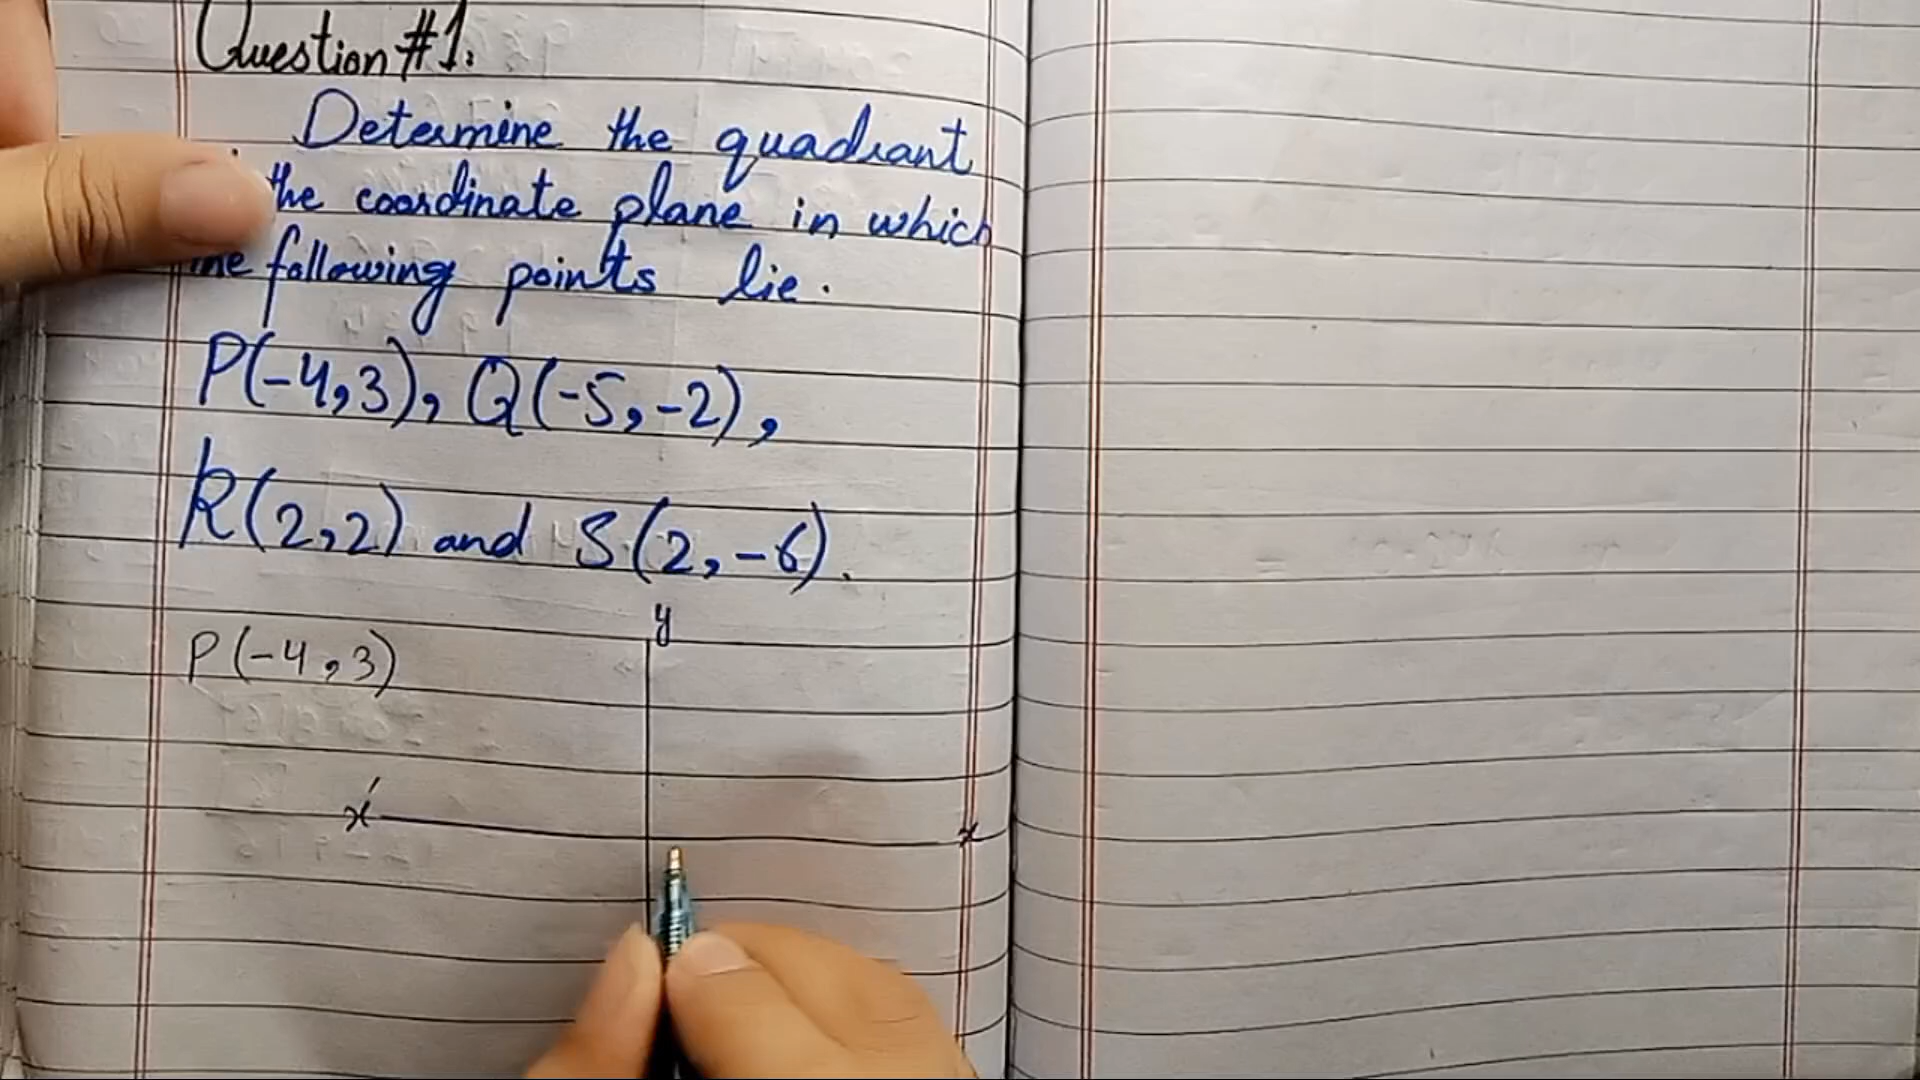 Question #1:
Determine the quadrant
the coordinate plane in which
the following points lie.
P(-4,3), Q(-5,-2),
R(2,2) and S(2,-6).
y
P(-4,3)
x'
x